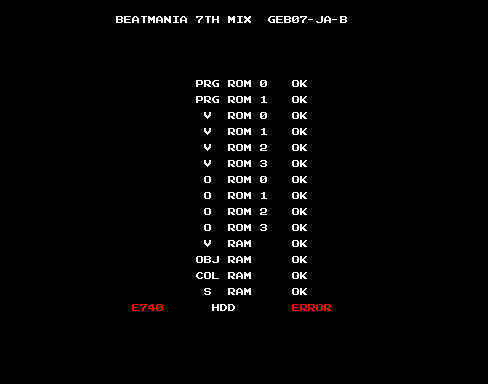 BEATMANIA 7TH MIX  GEB07-JA-B
PRG ROM 0   OK
PRG ROM 1   OK
V  ROM 0   OK
V  ROM 1   OK
V  ROM 2   OK
V  ROM 3   OK
O  ROM 0   OK
O  ROM 1   OK
O  ROM 2   OK
O  ROM 3   OK
V  RAM     OK
OBJ RAM     OK
COL RAM     OK
S  RAM     OK
E740      HDD       ERROR